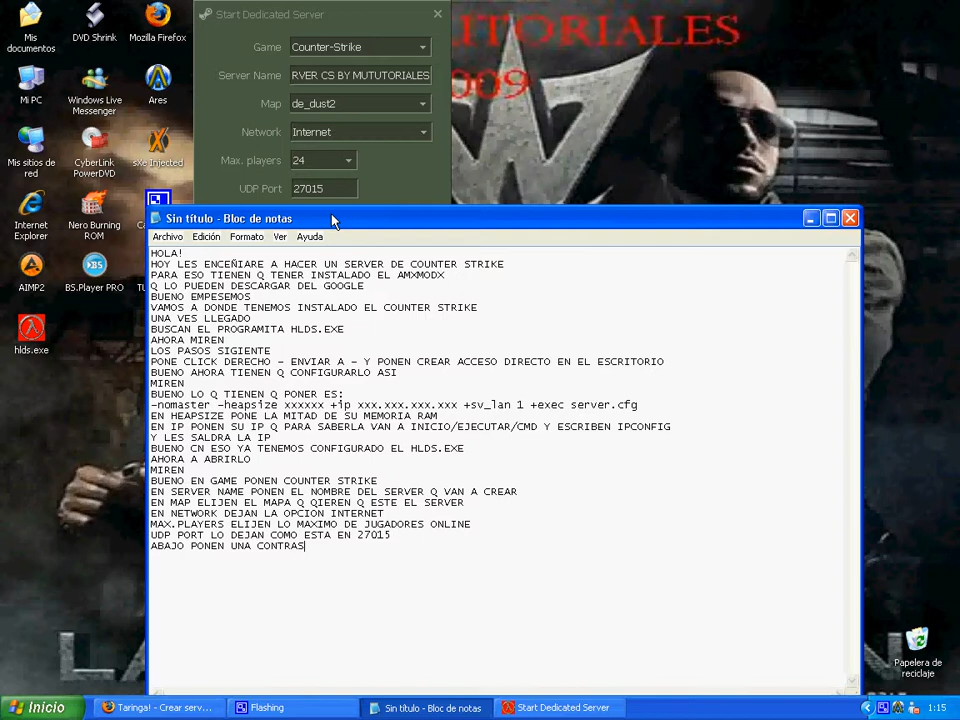 Mis documentos
DVD Shrink
Mozilla Firefox
Mi PC
Windows Live Messenger
Ares
Mis sitios de red
CyberLink PowerDVD
sXe Injected
Internet Explorer
Nero Burning ROM
AIMP2
BS.Player PRO
hlds.exe
Start Dedicated Server
Game Counter-Strike
Server Name RVER CS BY MUTUTORIALES
Map de_dust2
Network Internet
Max. players 24
UDP Port 27015
UTORIALES
009
Sin título - Bloc de notas
Archivo Edición Formato Ver Ayuda
HOLA!
HOY LES ENCEÑIARE A HACER UN SERVER DE COUNTER STRIKE
PARA ESO TIENEN Q TENER INSTALADO EL AMXMODX
Q LO PUEDEN DESCARGAR DEL GOOGLE
BUENO EMPESEMOS
VAMOS A DONDE TENEMOS INSTALADO EL COUNTER STRIKE
UNA VES LLEGADO
BUSCAN EL PROGRAMITA HLDS.EXE
AHORA MIREN
LOS PASOS SIGIENTE
PONE CLICK DERECHO - ENVIAR A - Y PONEN CREAR ACCESO DIRECTO EN EL ESCRITORIO
BUENO AHORA TIENEN Q CONFIGURARLO ASI
MIREN
BUENO LO Q TIENEN Q PONER ES:
-nomaster -heapsize xxxxxx +ip xxx.xxx.xxx.xxx +sv_lan 1 +exec server.cfg
EN HEAPSIZE PONE LA MITAD DE SU MEMORIA RAM
EN IP PONEN SU IP Q PARA SABERLA VAN A INICIO/EJECUTAR/CMD Y ESCRIBEN IPCONFIG
Y LES SALDRA LA IP
BUENO CN ESO YA TENEMOS CONFIGURADO EL HLDS.EXE
AHORA A ABRIRLO
MIREN
BUENO EN GAME PONEN COUNTER STRIKE
EN SERVER NAME PONEN EL NOMBRE DEL SERVER Q VAN A CREAR
EN MAP ELIJEN EL MAPA Q QIEREN Q ESTE EL SERVER
EN NETWORK DEJAN LA OPCION INTERNET
MAX.PLAYERS ELIJEN LO MAXIMO DE JUGADORES ONLINE
UDP PORT LO DEJAN COMO ESTA EN 27015
ABAJO PONEN UNA CONTRAS
Papelera de reciclaje
Inicio
Taringa! - Crear serv...
Flashing
Sin título - Bloc de notas
Start Dedicated Server
1:15